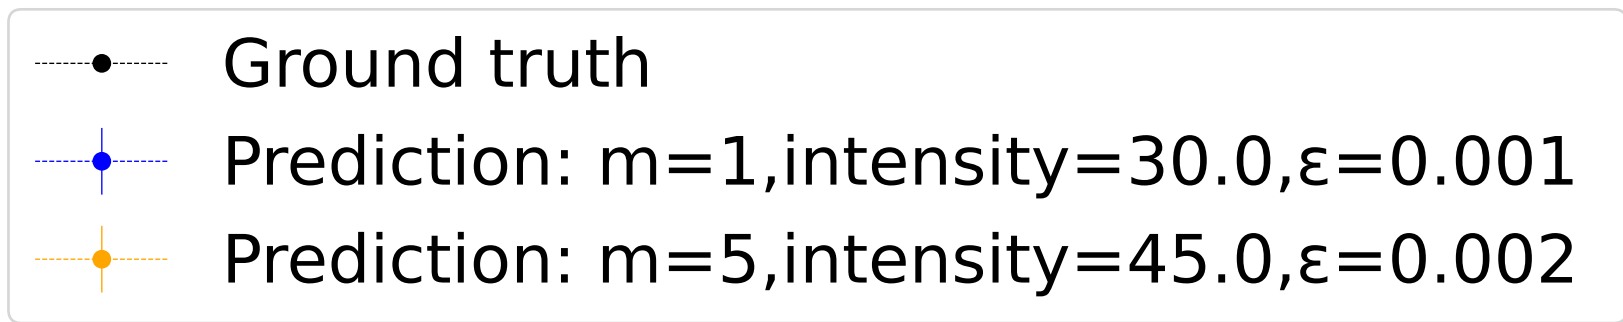 Ground truth
Prediction: m=1,intensity=30.0,ε=0.001
Prediction: m=5,intensity=45.0,ε=0.002